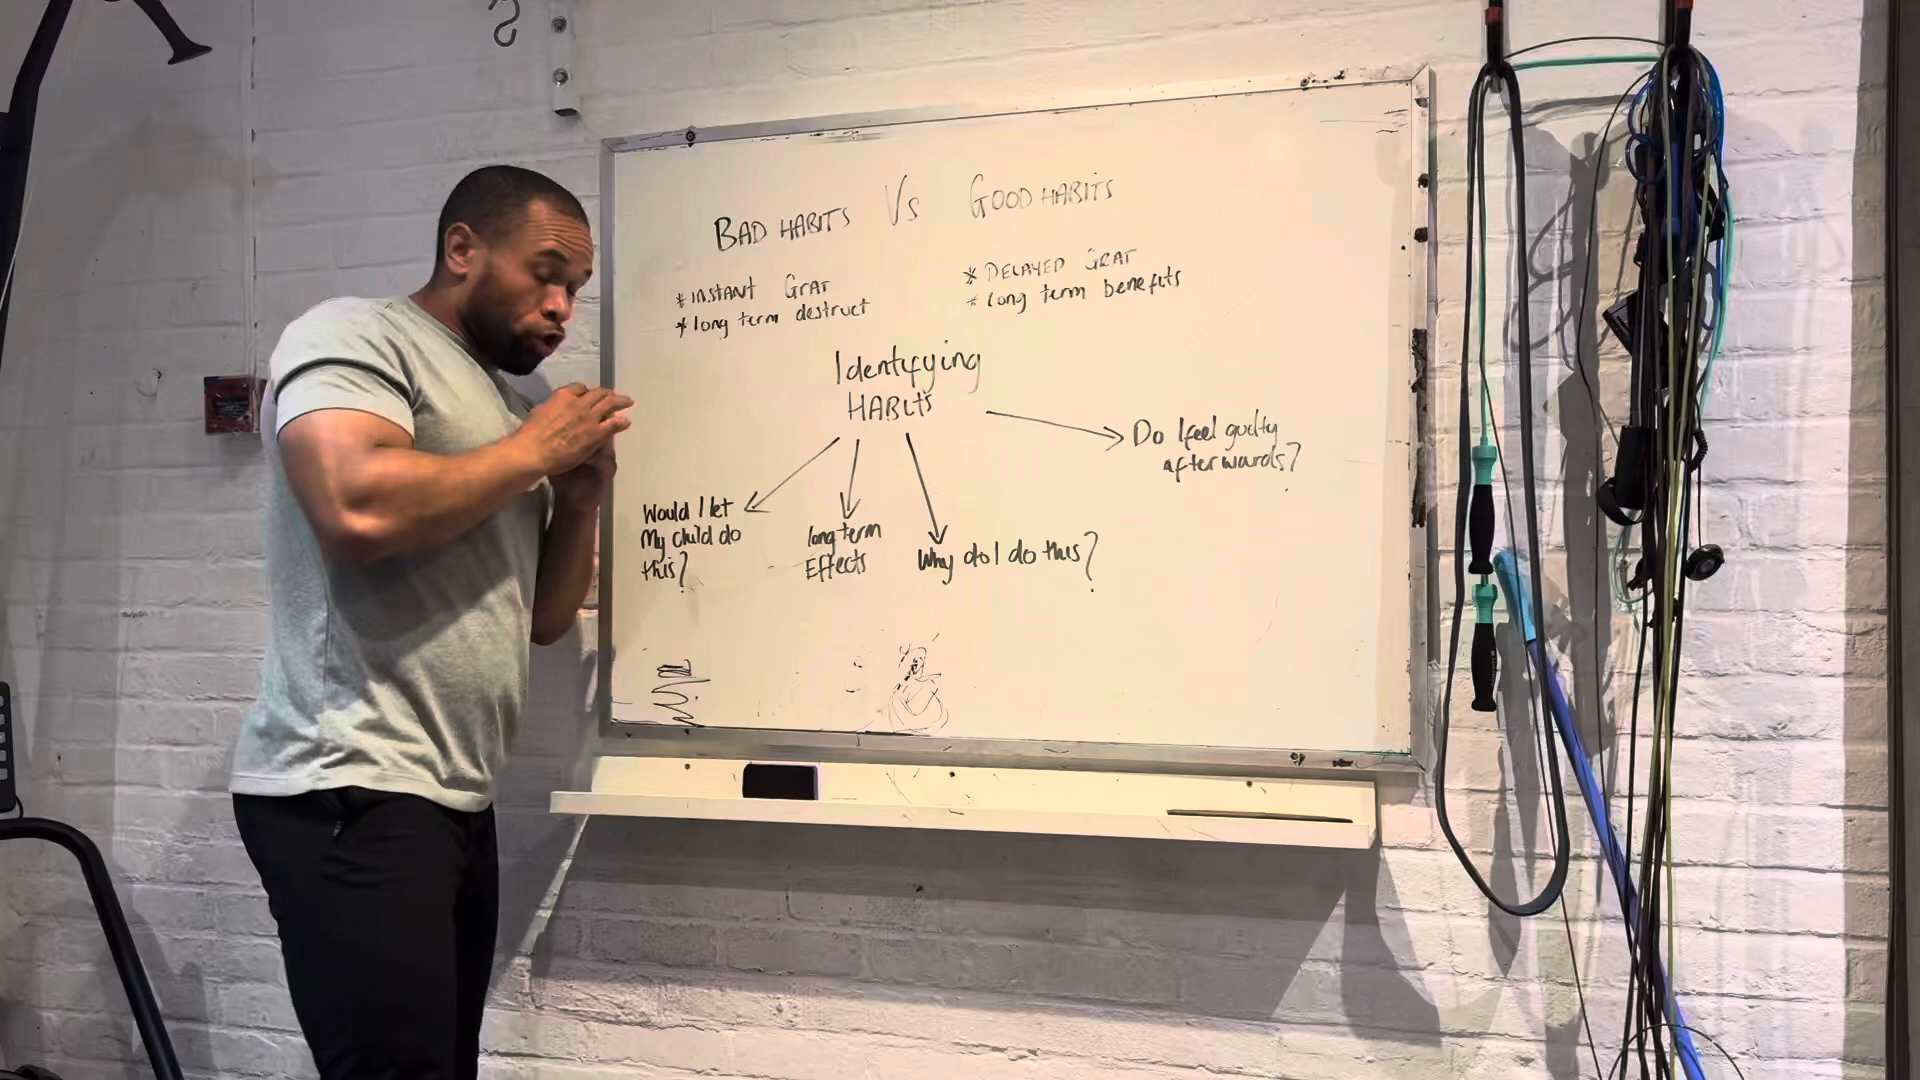 BAD HABITS Vs GOOD HABITS
* INSTANT GRAT
* long term destruct
* DELAYED GRAT
* long term benefits
Identifying
HABITS
Do I feel guilty
afterwards?
Would I let
My child do
this?
long term
Effects
Why do I do this?